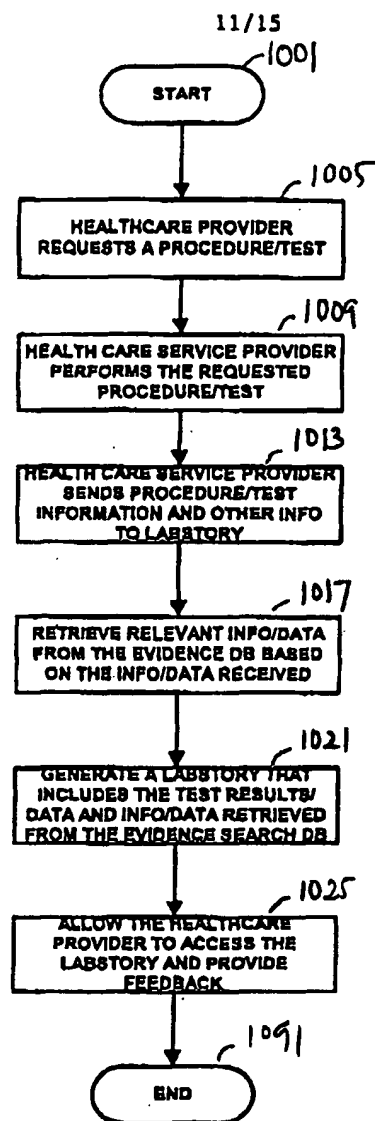 11/15
1001
START
1005
HEALTHCARE PROVIDER
REQUESTS A PROCEDURE/TEST
1009
HEALTH CARE SERVICE PROVIDER
PERFORMS THE REQUESTED
PROCEDURE/TEST
1013
HEALTH CARE SERVICE PROVIDER
SENDS PROCEDURE/TEST
INFORMATION AND OTHER INFO
TO LABSTORY
1017
RETRIEVE RELEVANT INFO/DATA
FROM THE EVIDENCE DB BASED
ON THE INFO/DATA RECEIVED
1021
GENERATE A LABSTORY THAT
INCLUDES THE TEST RESULTS/
DATA AND INFO/DATA RETRIEVED
FROM THE EVIDENCE SEARCH DB
1025
ALLOW THE HEALTHCARE
PROVIDER TO ACCESS THE
LABSTORY AND PROVIDE
FEEDBACK
1091
END